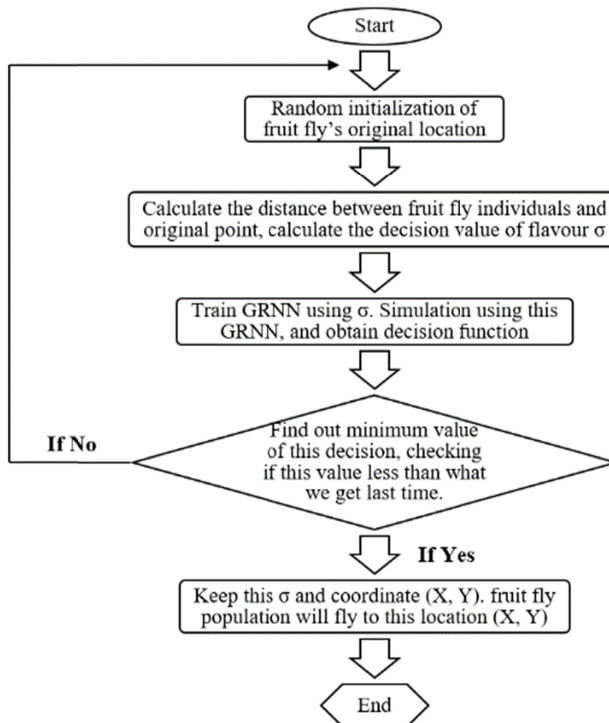 Start
Random initialization of
fruit fly's original location
Calculate the distance between fruit fly individuals and
original point, calculate the decision value of flavour σ
Train GRNN using σ. Simulation using this
GRNN, and obtain decision function
Find out minimum value
of this decision, checking
if this value less than what
we get last time.
If No
If Yes
Keep this σ and coordinate (X, Y). fruit fly
population will fly to this location (X, Y)
End